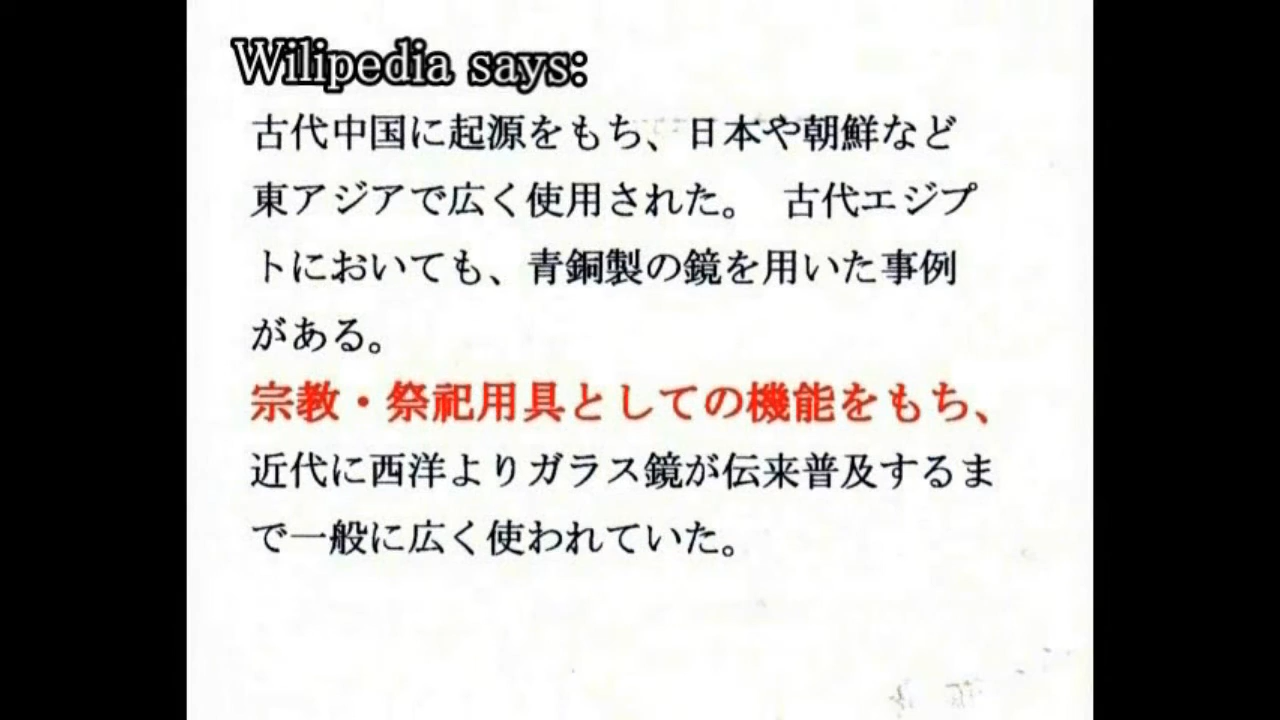 Wilipedia says:
古代中国に起源をもち、日本や朝鮮など
東アジアで広く使用された。 古代エジプ
トにおいても、青銅製の鏡を用いた事例
がある。
宗教・祭祀用具としての機能をもち、
近代に西洋よりガラス鏡が伝来普及するま
で一般に広く使われていた。